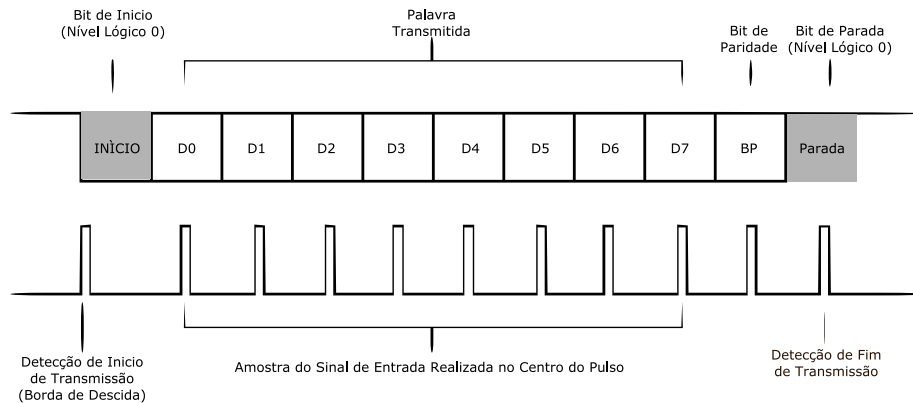 Bit de Inicio
(Nível Lógico 0)
Palavra
Transmitida
Bit de
Paridade
Bit de Parada
(Nível Lógico 0)
INÌCIO
D0
D1
D2
D3
D4
D5
D6
D7
BP
Parada
Detecção de Inicio
de Transmissão
(Borda de Descida)
Amostra do Sinal de Entrada Realizada no Centro do Pulso
Detecção de Fim
de Transmissão